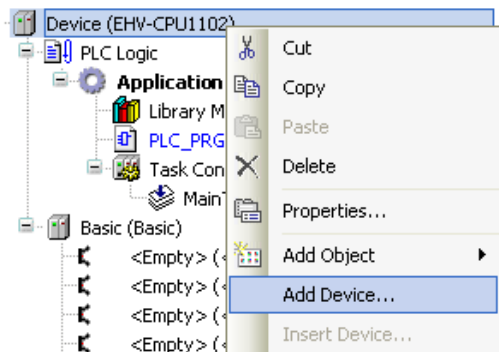 Device (EHV-CPU1102)
PLC Logic
Application
Library M
PLC_PRG
Task Con
Main
Basic (Basic)
<Empty> (
<Empty> (
<Empty> (
<Empty> (
Cut
Copy
Paste
Delete
Properties...
Add Object
Add Device...
Insert Device...